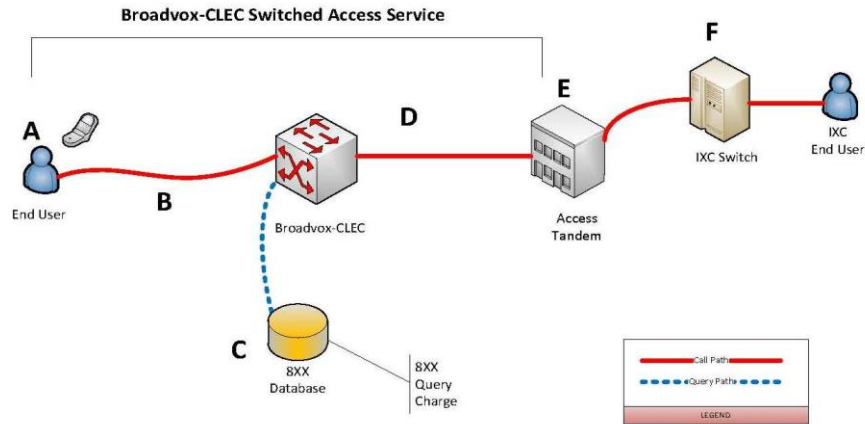 Broadvox-CLEC Switched Access Service
F
E
A
D
B
IXC Switch
IXC
End User
End User
Broadvox-CLEC
Access
Tandem
C
8XX
Database
8XX
Query
Charge
Call Path
Query Path
LEGEND